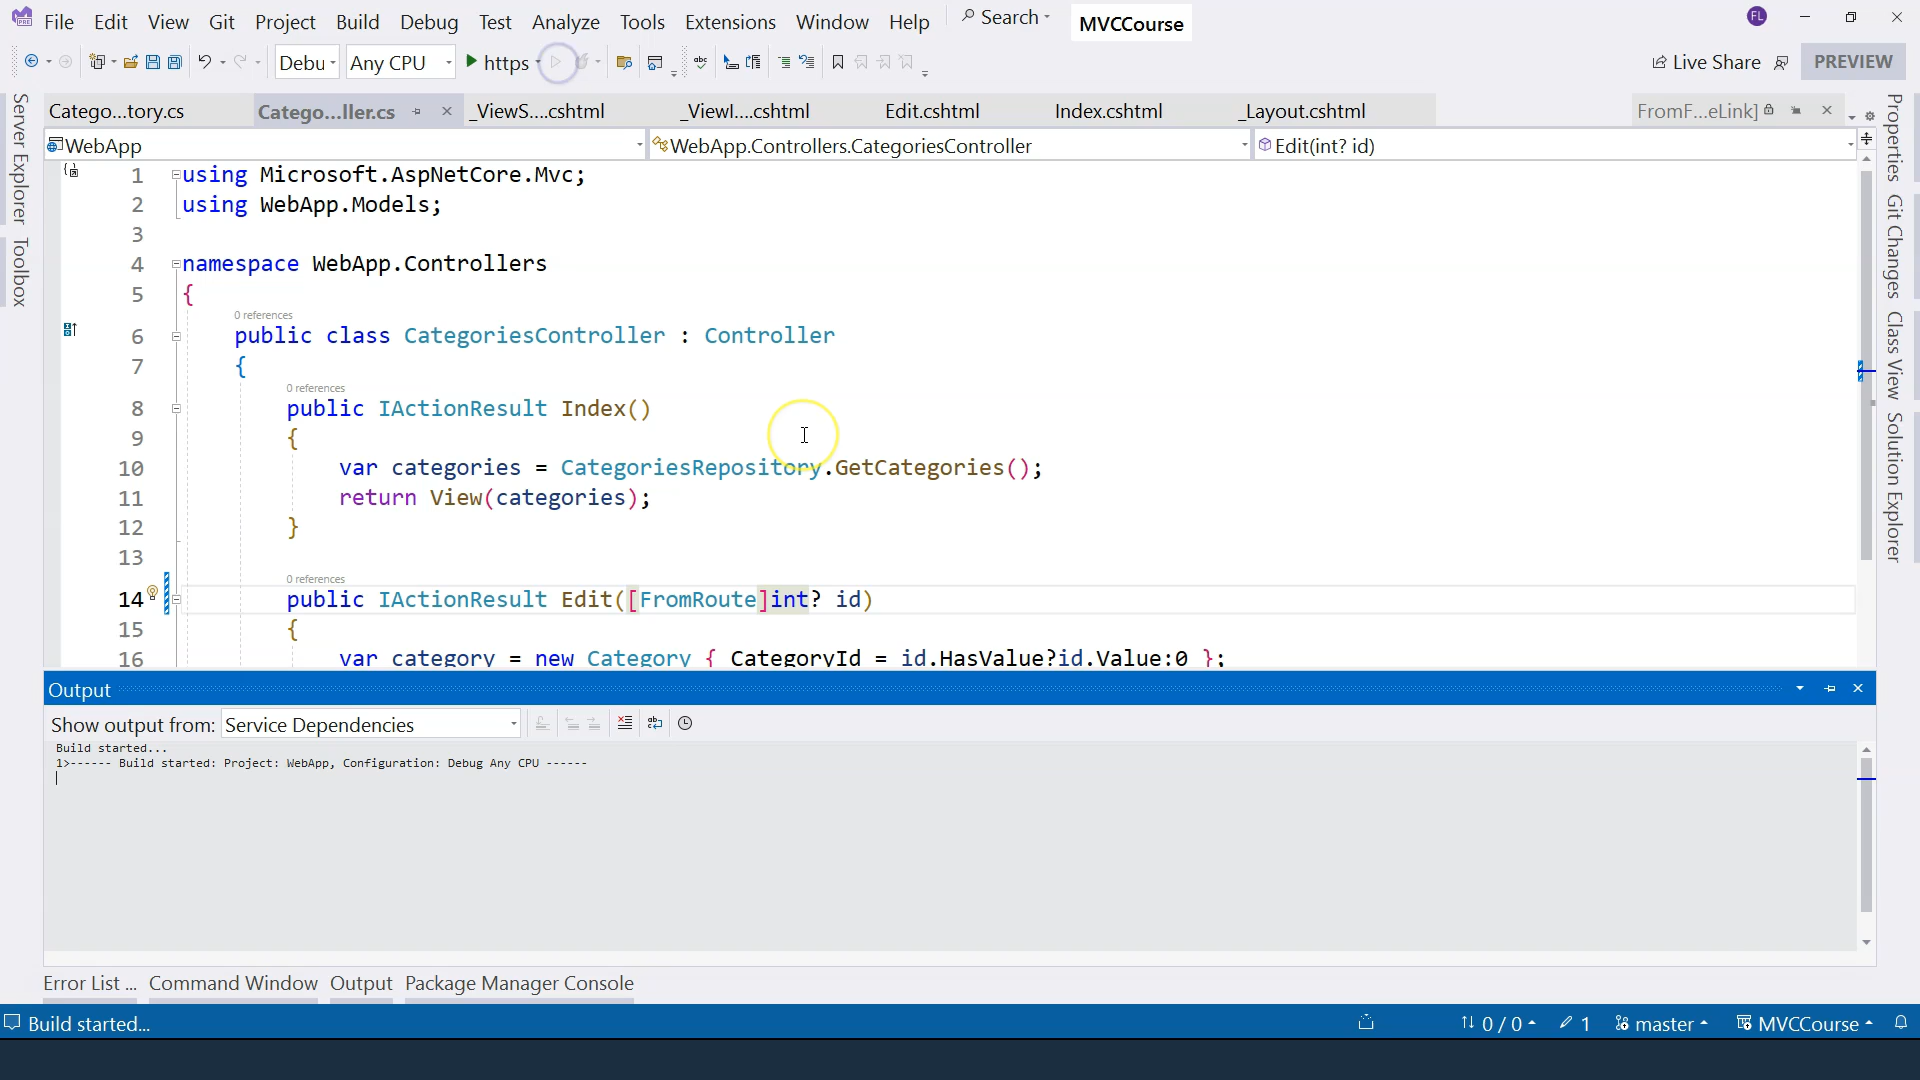 File Edit View Git Project Build Debug Test Analyze Tools Extensions Window Help Search MVCCourse FL
Debu Any CPU https Live Share PREVIEW
Catego...tory.cs Catego...ller.cs _ViewS....cshtml _ViewI....cshtml Edit.cshtml Index.cshtml _Layout.cshtml FromF...eLink]
WebApp WebApp.Controllers.CategoriesController Edit(int? id)
Server Explorer
Toolbox
1 using Microsoft.AspNetCore.Mvc;
2 using WebApp.Models;
3
4 namespace WebApp.Controllers
5 {
0 references
6 public class CategoriesController : Controller
7 {
0 references
8 public IActionResult Index()
9 {
10 var categories = CategoriesRepository.GetCategories();
11 return View(categories);
12 }
13
0 references
14 public IActionResult Edit([FromRoute]int? id)
15 {
16 var category = new Category { CategoryId = id.HasValue?id.Value:0 };
Properties
Git Changes
Class View
Solution Explorer
Output
Show output from: Service Dependencies
Build started...
1>------ Build started: Project: WebApp, Configuration: Debug Any CPU ------
Error List ... Command Window Output Package Manager Console
Build started... 0 / 0 1 master MVCCourse